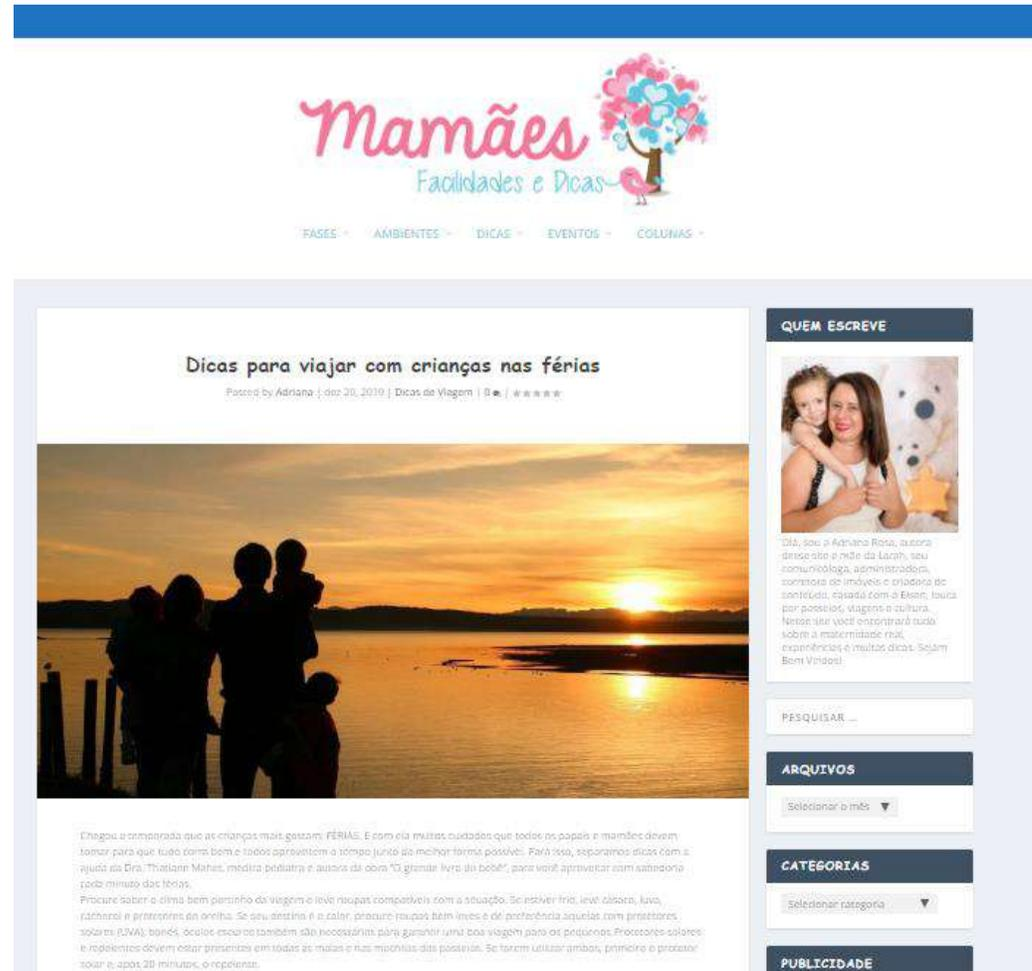 Mamães
Facilidades e Dicas
FASES
AMBIENTES
DICAS
EVENTOS
COLUNAS
Dicas para viajar com crianças nas férias
Posted by Adriana | dez 20, 2019 | Dicas de Viagem | 0
Chegou a temporada que as crianças mais gostam: FÉRIAS. E com ela muitos cuidados que todos os papais e mamães devem
tomar para que tudo corra bem e todos aproveitem o tempo junto da melhor forma possível. Para isso, separamos dicas com a
ajuda da Dra. Thatiane Mahet, médica pediatra e autora da obra "O grande livro do bebê", para você aproveitar com sabedoria
cada minuto das férias.
Procure saber o clima bem pertinho da viagem e leve roupas compatíveis com a situação. Se estiver frio, leve casaco, luva,
cachecol e protetores de orelha. Se seu destino é o calor, procure roupas bem leves e de preferência aquelas com protetores
solares (UVA), bonés, óculos escuros também são necessários para garantir uma boa viagem para os pequenos. Protetores solares
e repelentes devem estar presentes em todas as malas e nas mochilas dos passeios. Se forem utilizar ambos, primeiro o protetor
solar e, após 20 minutos, o repelente.
QUEM ESCREVE
Olá, sou a Adriana Rosa, autora
desse site e mãe da Larah, sou
comunicóloga, administradora,
corretora de imóveis e criadora de
conteúdo, casada com o Elson, louca
por passeios, viagens e cultura.
Nesse site você encontrará tudo
sobre a maternidade real,
experiências e muitas dicas. Sejam
Bem Vindos!
PESQUISAR ...
ARQUIVOS
Selecionar o mês
CATEGORIAS
Selecionar categoria
PUBLICIDADE